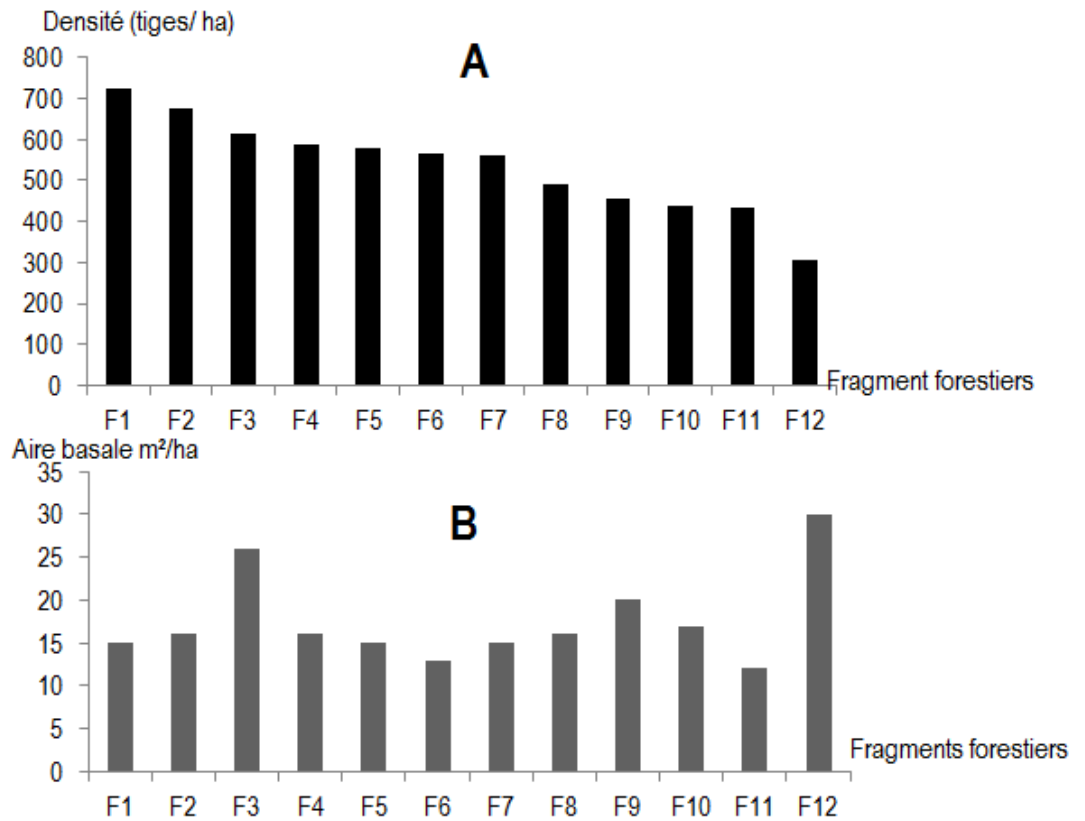 Densité (tiges/ ha)
A
800
700
600
500
400
300
200
100
0
Fragment forestiers
F1 F2 F3 F4 F5 F6 F7 F8 F9 F10 F11 F12
Aire basale m²/ha
B
35
30
25
20
15
10
5
0
Fragments forestiers
F1 F2 F3 F4 F5 F6 F7 F8 F9 F10 F11 F12